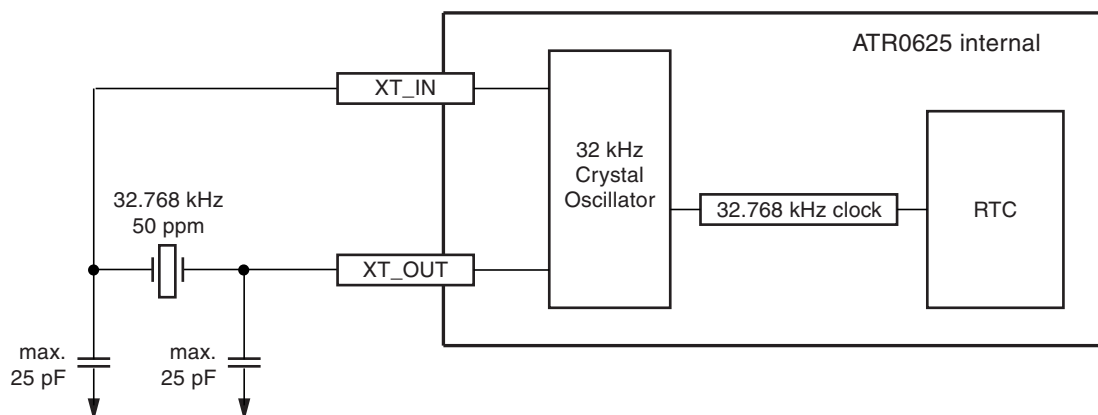 ATR0625 internal
XT_IN
32 kHz
Crystal
Oscillator
32.768 kHz clock
RTC
32.768 kHz
50 ppm
XT_OUT
max.
25 pF
max.
25 pF